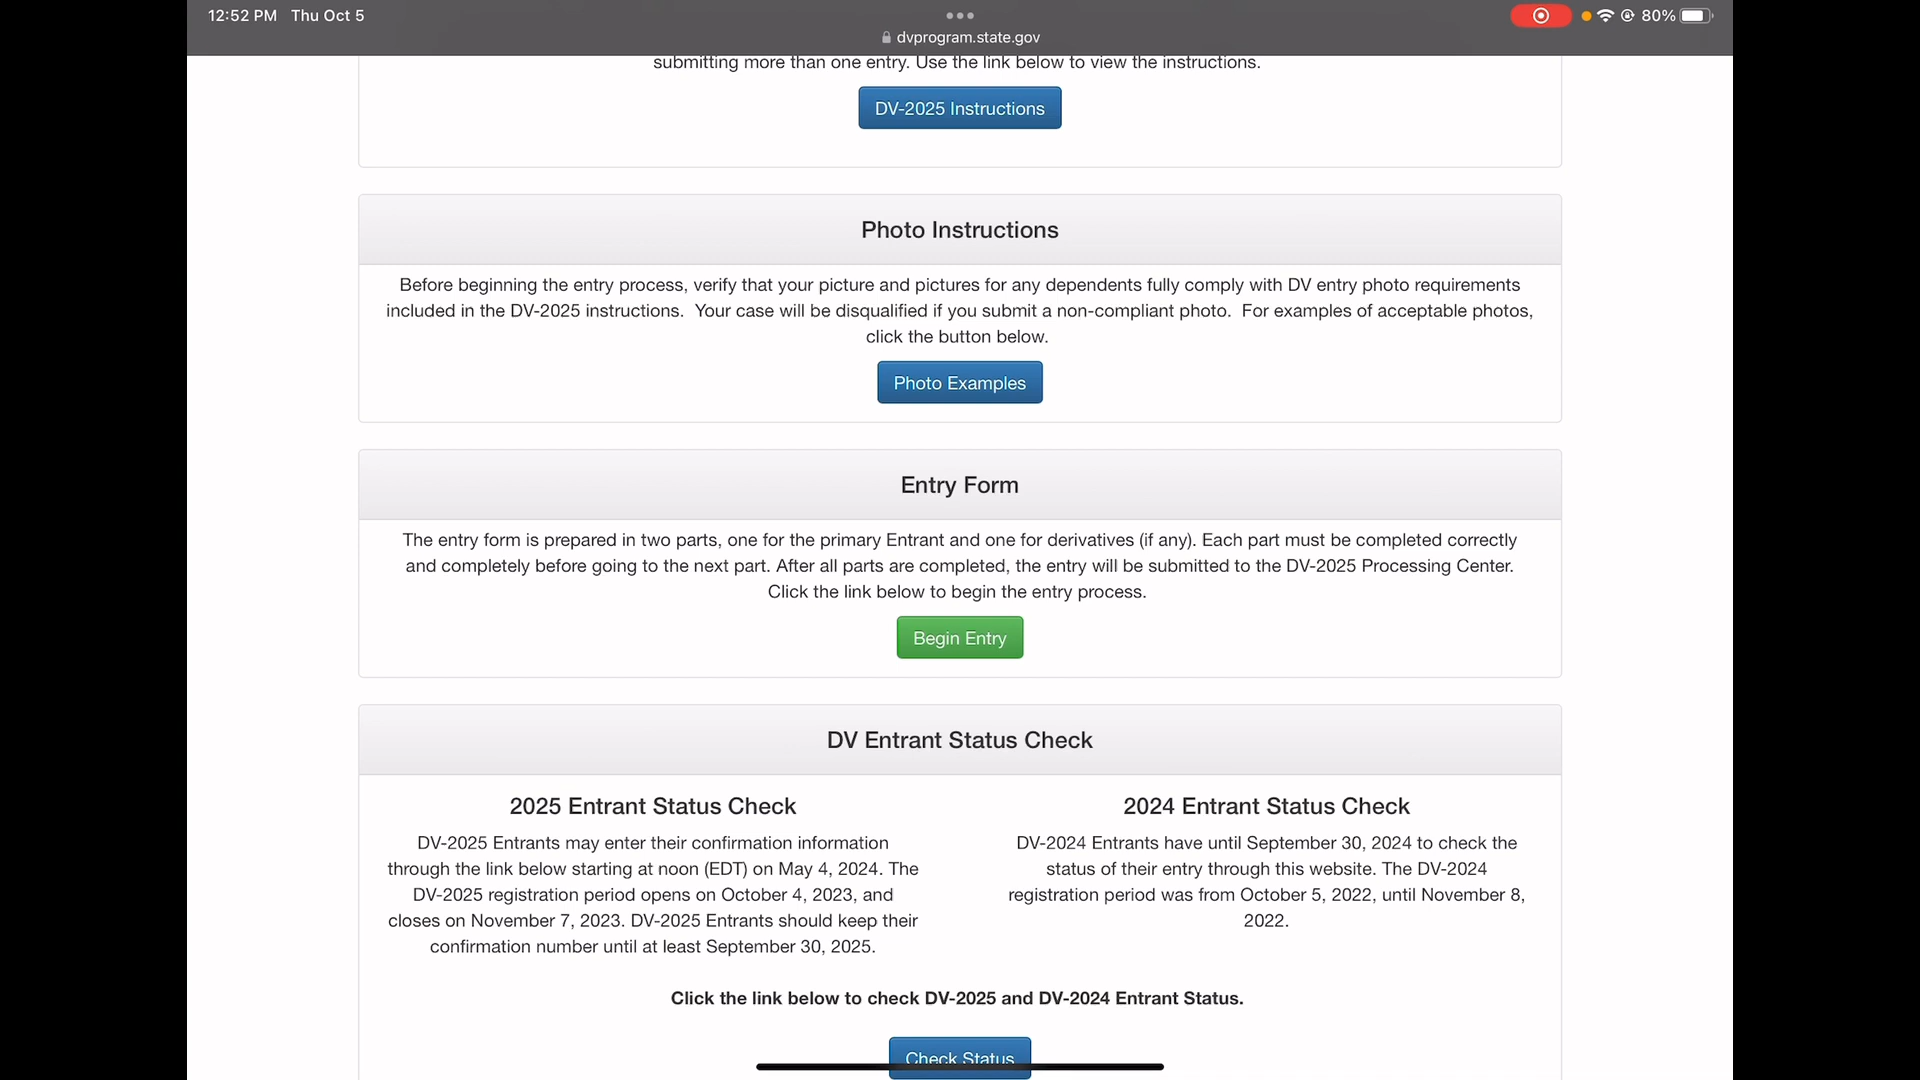 12:52 PM Thu Oct 5
80%
dvprogram.state.gov
submitting more than one entry. Use the link below to view the instructions.
DV-2025 Instructions
Photo Instructions
Before beginning the entry process, verify that your picture and pictures for any dependents fully comply with DV entry photo requirements
included in the DV-2025 instructions. Your case will be disqualified if you submit a non-compliant photo. For examples of acceptable photos,
click the button below.
Photo Examples
Entry Form
The entry form is prepared in two parts, one for the primary Entrant and one for derivatives (if any). Each part must be completed correctly
and completely before going to the next part. After all parts are completed, the entry will be submitted to the DV-2025 Processing Center.
Click the link below to begin the entry process.
Begin Entry
DV Entrant Status Check
2025 Entrant Status Check
DV-2025 Entrants may enter their confirmation information
through the link below starting at noon (EDT) on May 4, 2024. The
DV-2025 registration period opens on October 4, 2023, and
closes on November 7, 2023. DV-2025 Entrants should keep their
confirmation number until at least September 30, 2025.
2024 Entrant Status Check
DV-2024 Entrants have until September 30, 2024 to check the
status of their entry through this website. The DV-2024
registration period was from October 5, 2022, until November 8,
2022.
Click the link below to check DV-2025 and DV-2024 Entrant Status.
Check Status